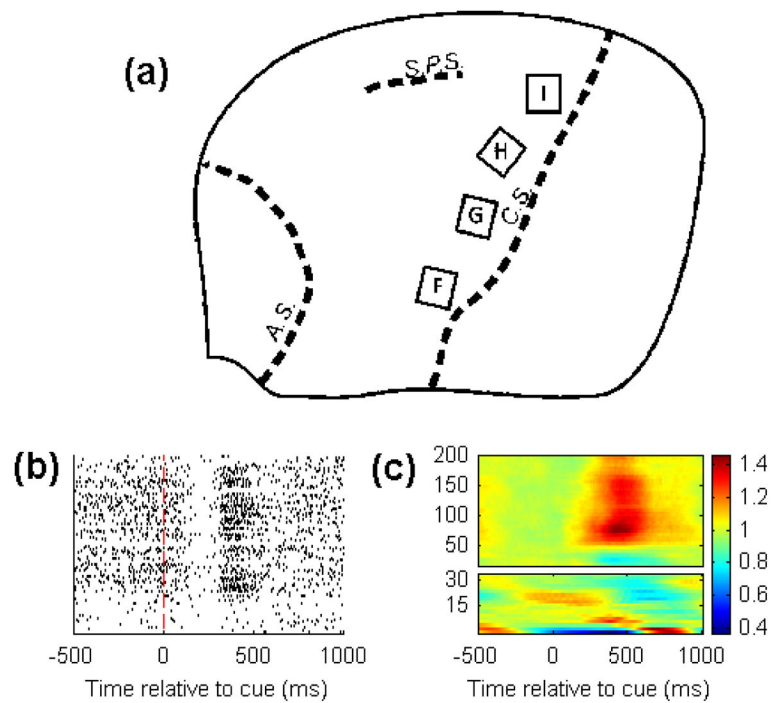 (a)
S.P.S.
I
H
G
C.S.
F
A.S.
(b)
-500 0 500 1000
Time relative to cue (ms)
(c)
200
150
100
50
30
15
-500 0 500 1000
Time relative to cue (ms)
1.4
1.2
1
0.8
0.6
0.4